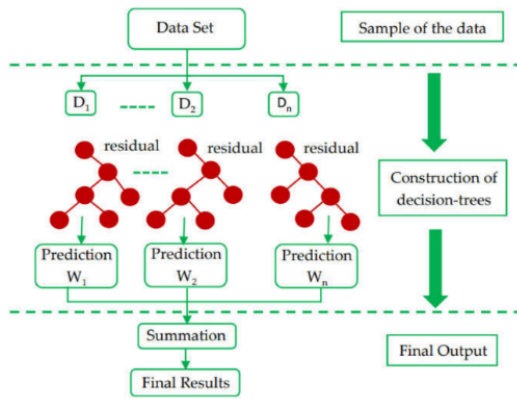 Data Set
Sample of the data
D1
D2
Dn
residual
residual
residual
Construction of
decision-trees
Prediction
W1
Prediction
W2
Prediction
Wn
Summation
Final Output
Final Results